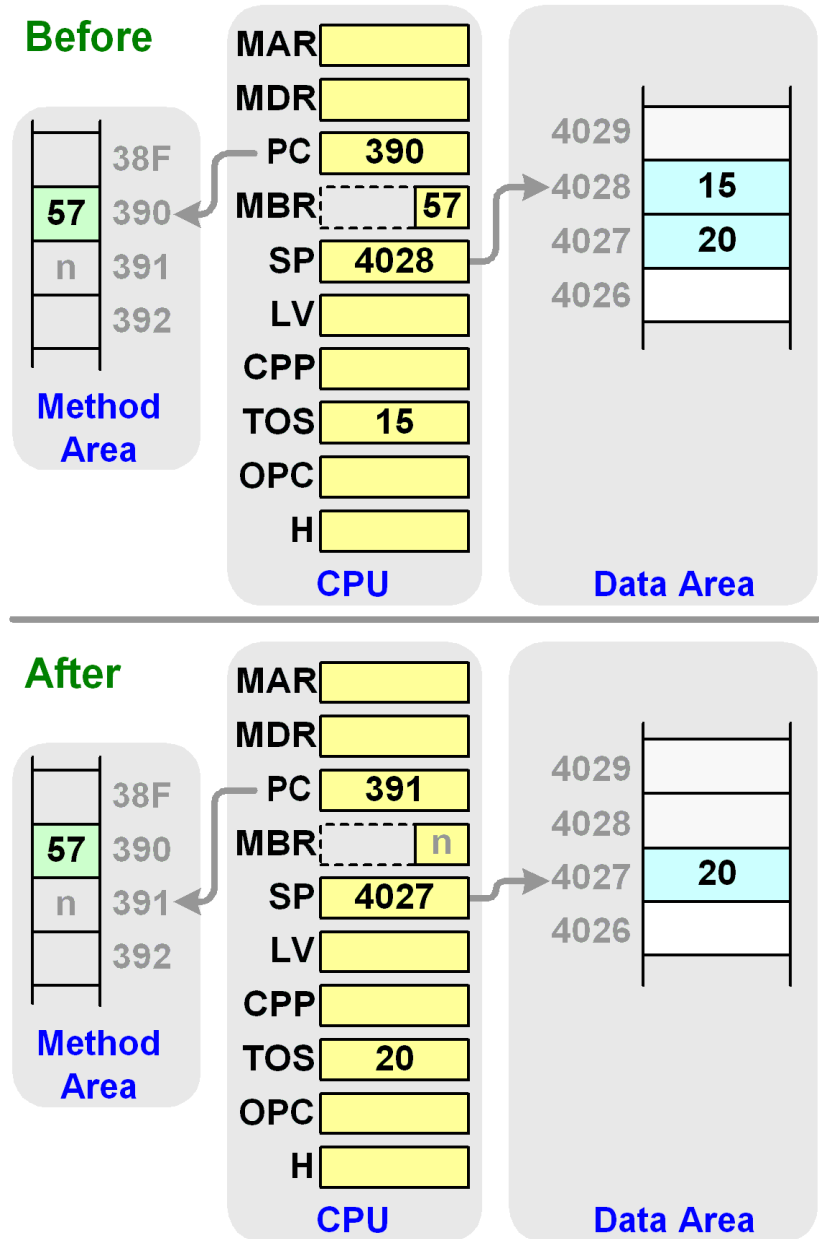 Before
38F
57 390
n 391
392
Method
Area
MAR
MDR
PC 390
MBR 57
SP 4028
LV
CPP
TOS 15
OPC
H
CPU
4029
4028 15
4027 20
4026
Data Area
After
38F
57 390
n 391
392
Method
Area
MAR
MDR
PC 391
MBR n
SP 4027
LV
CPP
TOS 20
OPC
H
CPU
4029
4028
4027 20
4026
Data Area